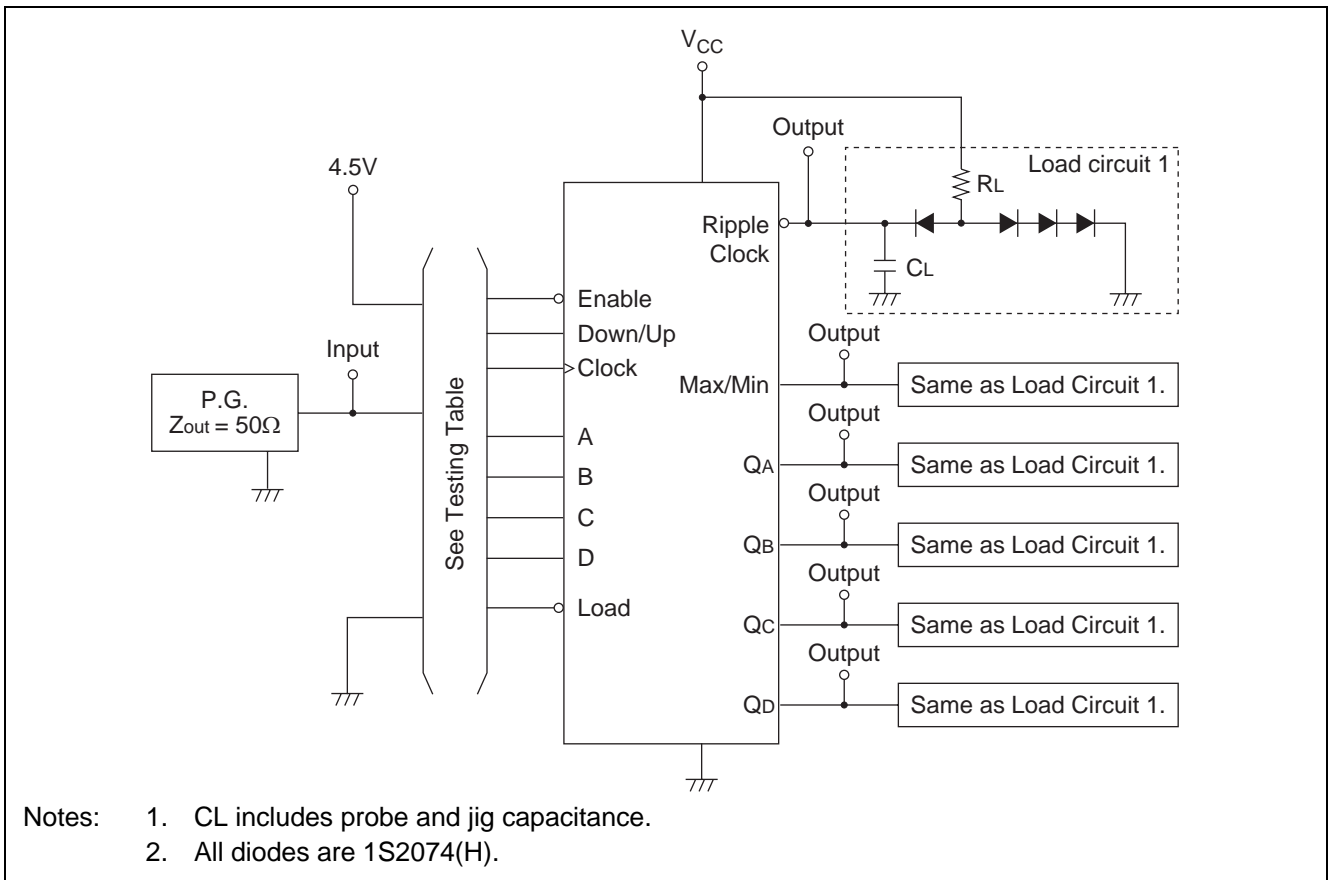 VCC
Output
Load circuit 1
RL
4.5V
Ripple
Clock
CL
Enable
Down/Up
Clock
Input
P.G.
Zout = 50Ω
See Testing Table
A
B
C
D
Load
Output
Max/Min
Same as Load Circuit 1.
Output
QA
Same as Load Circuit 1.
Output
QB
Same as Load Circuit 1.
Output
QC
Same as Load Circuit 1.
Output
QD
Same as Load Circuit 1.
Notes: 1. CL includes probe and jig capacitance.
2. All diodes are 1S2074(H).